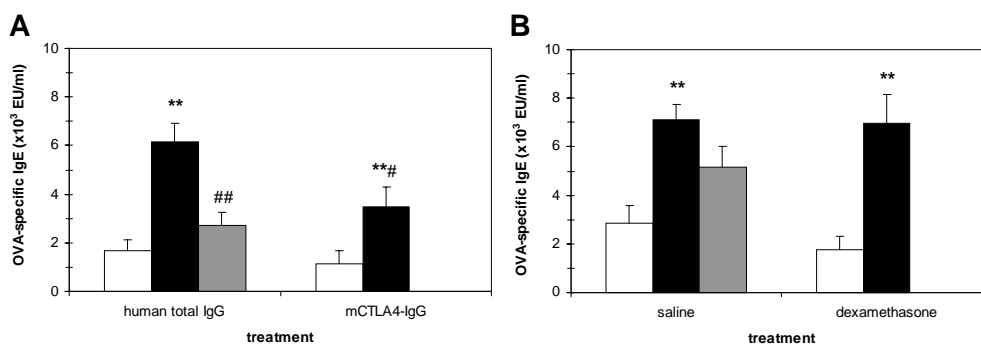 A
OVA-specific IgE (x10³ EU/ml)
10
8
6
4
2
0
**
##
**#
human total IgG
mCTLA4-IgG
treatment
B
OVA-specific IgE (x10³ EU/ml)
10
8
6
4
2
0
**
**
saline
dexamethasone
treatment